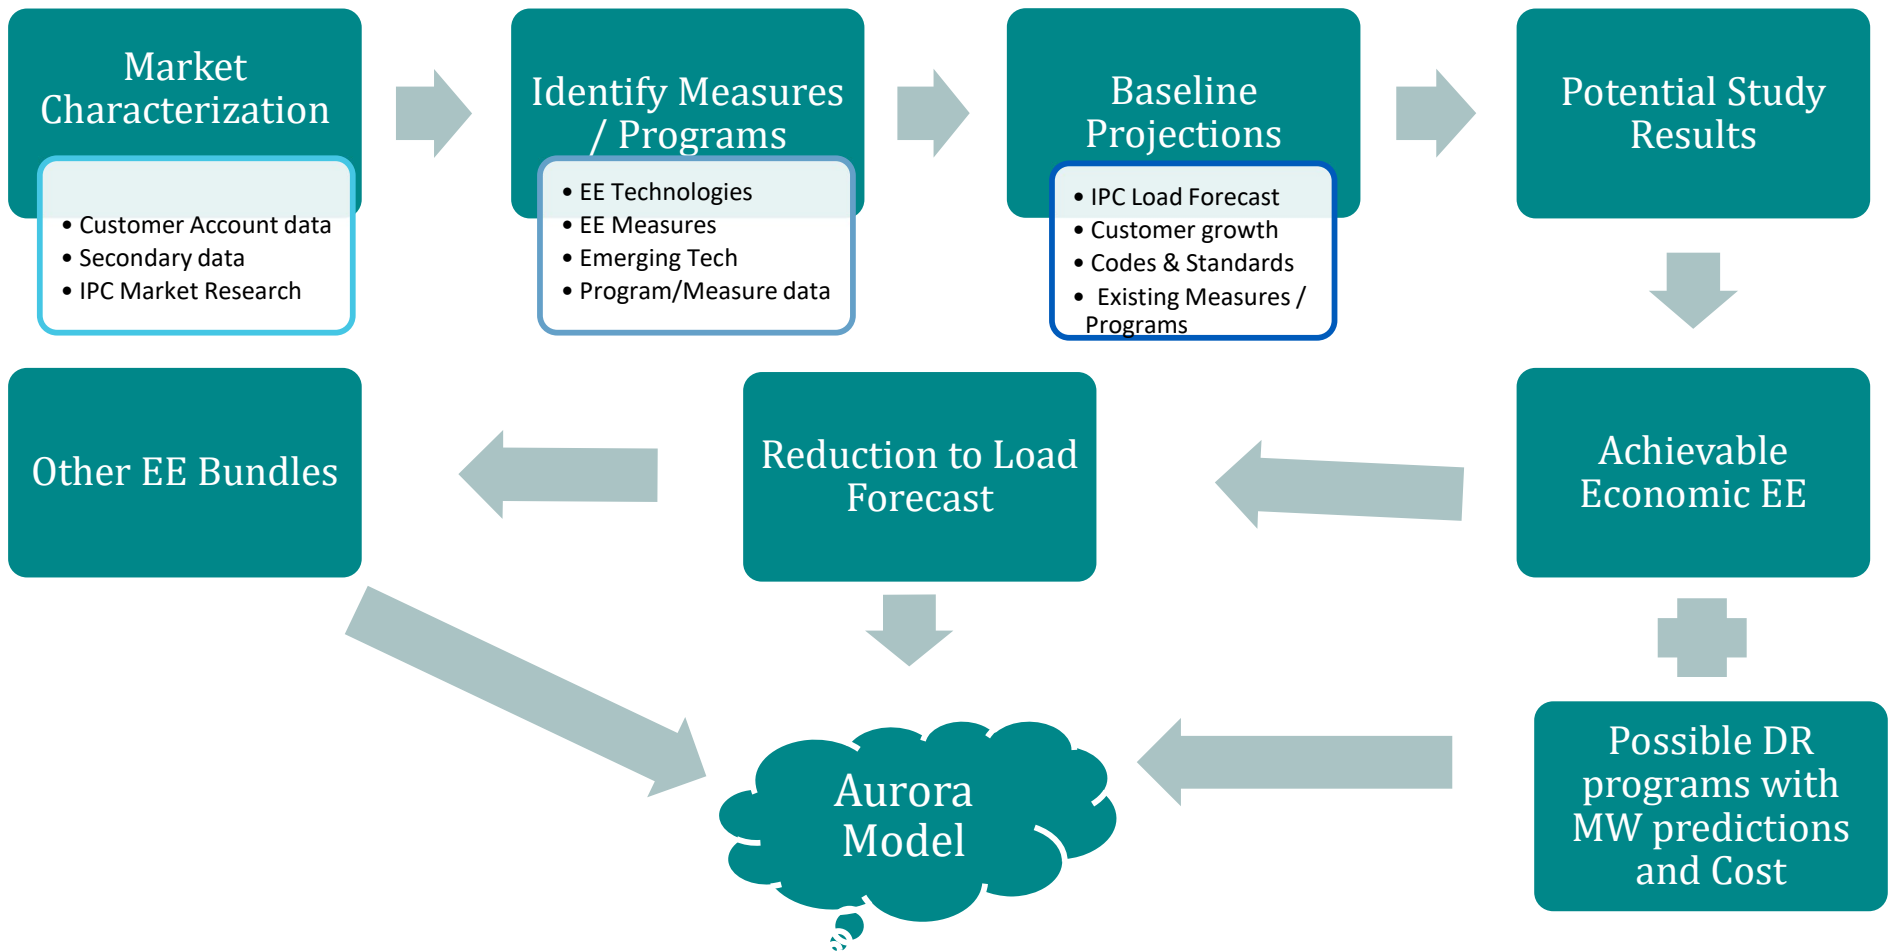 Market
Characterization
• Customer Account data
• Secondary data
• IPC Market Research
Identify Measures
/ Programs
• EE Technologies
• EE Measures
• Emerging Tech
• Program/Measure data
Baseline
Projections
• IPC Load Forecast
• Customer growth
• Codes & Standards
• Existing Measures /
Programs
Potential Study
Results
Other EE Bundles
Reduction to Load
Forecast
Achievable
Economic EE
Aurora
Model
Possible DR
programs with
MW predictions
and Cost